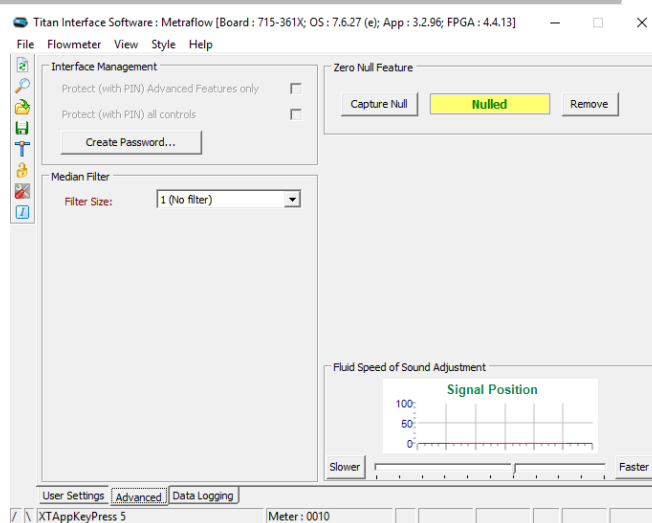 Titan Interface Software : Metraflow [Board : 715-361X; OS : 7.6.27 (e); App : 3.2.96; FPGA : 4.4.13]
File Flowmeter View Style Help
Interface Management
Protect (with PIN) Advanced Features only
Protect (with PIN) all controls
Create Password...
Median Filter
Filter Size: 1 (No filter)
Zero Null Feature
Capture Null Nulled Remove
Fluid Speed of Sound Adjustment
Signal Position
100
50
0
Slower Faster
User Settings Advanced Data Logging
/ \ XTAppKeyPress 5 Meter : 0010